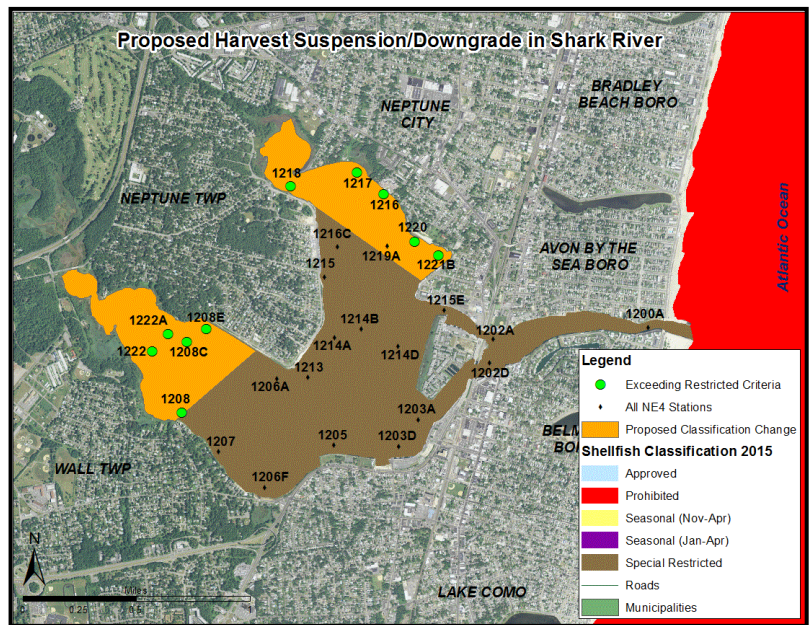 Proposed Harvest Suspension/Downgrade in Shark River
BRADLEY
BEACH BORO
NEPTUNE
CITY
NEPTUNE TWP
1218
1217
1216
1220
1216C
1219A
1221B
1215
AVON BY THE
SEA BORO
Atlantic Ocean
1215E
1200A
1222A
1208E
1214B
1202A
1222
1208C
1214A
1214D
1202D
1213
1206A
1208
1203A
1207
1205
1203D
WALL TWP
1206F
LAKE COMO
N
Miles
0 0.25 0.5 1
Legend
Exceeding Restricted Criteria
All NE4 Stations
Proposed Classification Change
Shellfish Classification 2015
Approved
Prohibited
Seasonal (Nov-Apr)
Seasonal (Jan-Apr)
Special Restricted
Roads
Municipalities